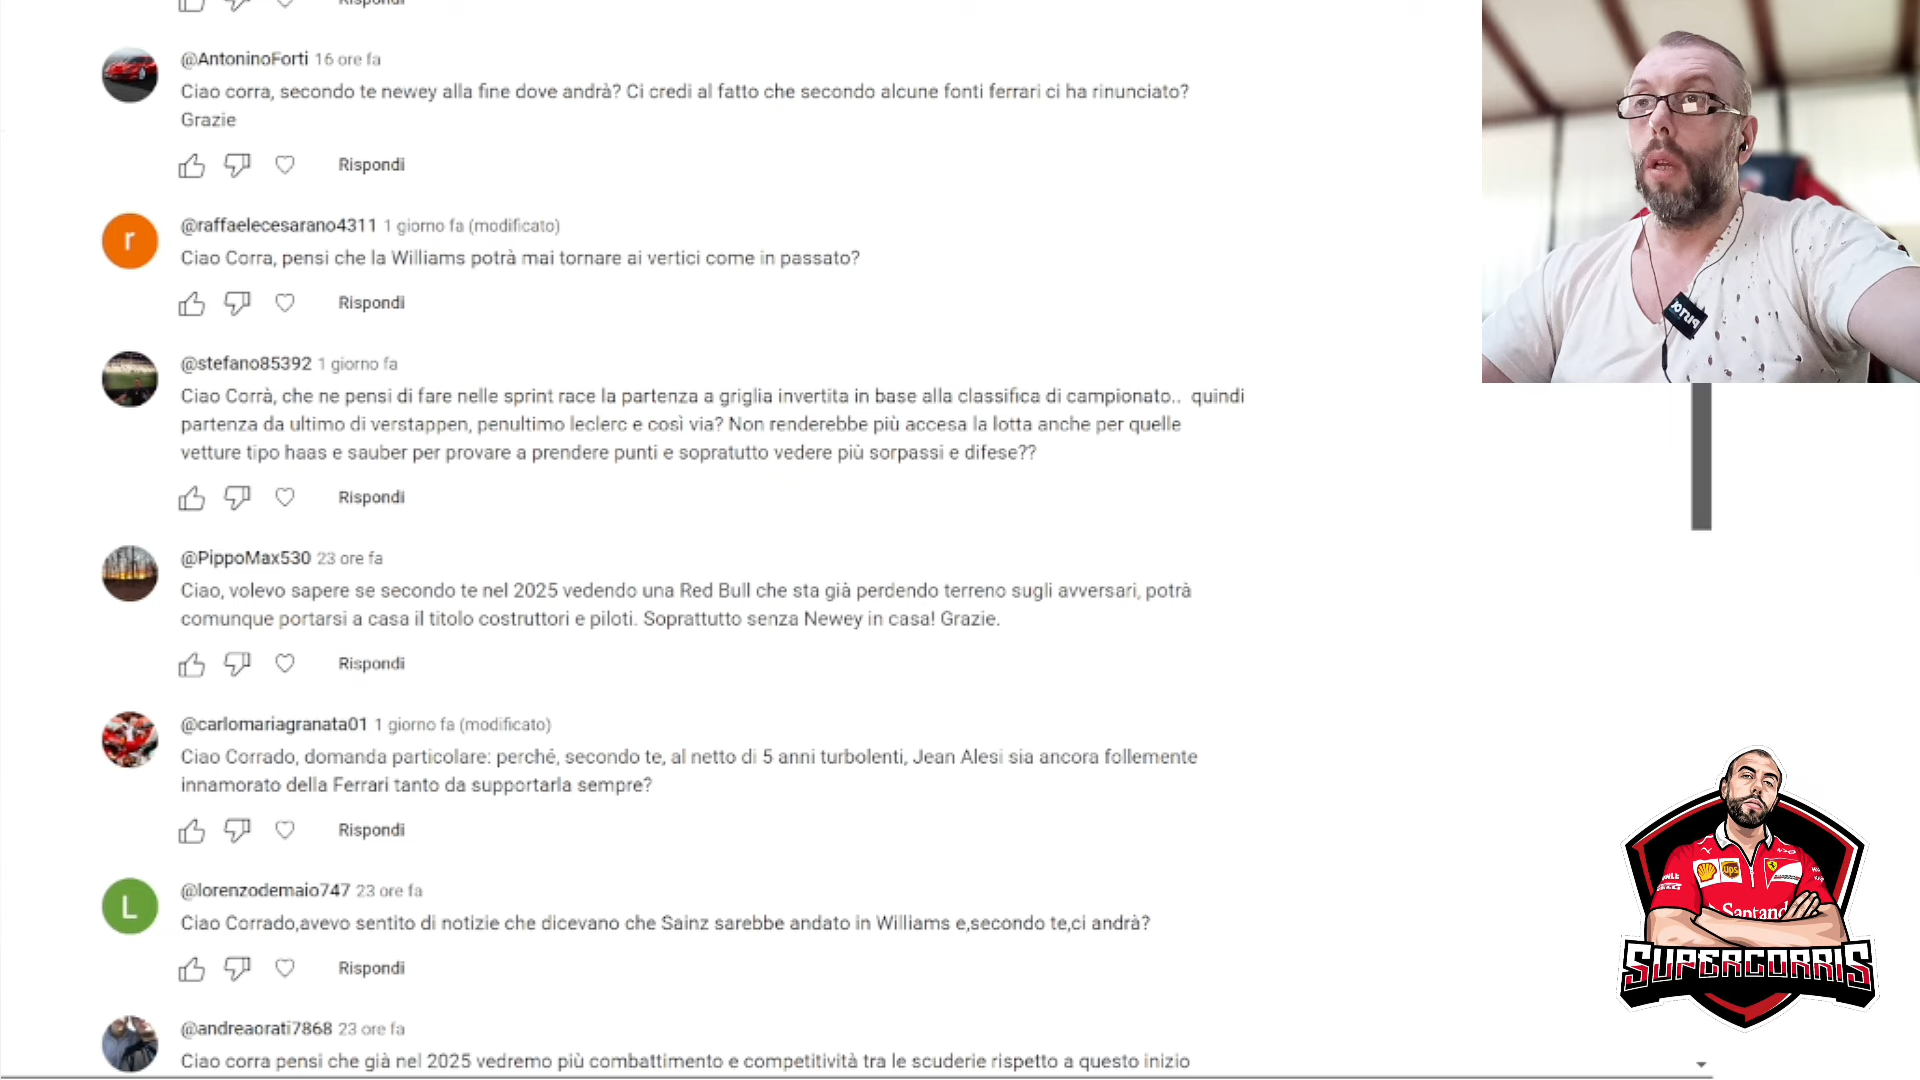 Rispondi
@AntoninoForti 16 ore fa
Ciao corra, secondo te newey alla fine dove andrà? Ci credi al fatto che secondo alcune fonti ferrari ci ha rinunciato?
Grazie
Rispondi
r
@raffaelecesarano4311 1 giorno fa (modificato)
Ciao Corra, pensi che la Williams potrà mai tornare ai vertici come in passato?
Rispondi
@stefano85392 1 giorno fa
Ciao Corrà, che ne pensi di fare nelle sprint race la partenza a griglia invertita in base alla classifica di campionato.. quindi
partenza da ultimo di verstappen, penultimo leclerc e così via? Non renderebbe più accesa la lotta anche per quelle
vetture tipo haas e sauber per provare a prendere punti e sopratutto vedere più sorpassi e difese??
Rispondi
@PippoMax530 23 ore fa
Ciao, volevo sapere se secondo te nel 2025 vedendo una Red Bull che sta già perdendo terreno sugli avversari, potrà
comunque portarsi a casa il titolo costruttori e piloti. Soprattutto senza Newey in casa! Grazie.
Rispondi
@carlomariagranata01 1 giorno fa (modificato)
Ciao Corrado, domanda particolare: perché, secondo te, al netto di 5 anni turbolenti, Jean Alesi sia ancora follemente
innamorato della Ferrari tanto da supportarla sempre?
Rispondi
L
@lorenzodemaio747 23 ore fa
Ciao Corrado,avevo sentito di notizie che dicevano che Sainz sarebbe andato in Williams e,secondo te,ci andrà?
Rispondi
@andreaorati7868 23 ore fa
Ciao corra pensi che già nel 2025 vedremo più combattimento e competitività tra le scuderie rispetto a questo inizio
ups
Santand
SUPERCORRIS